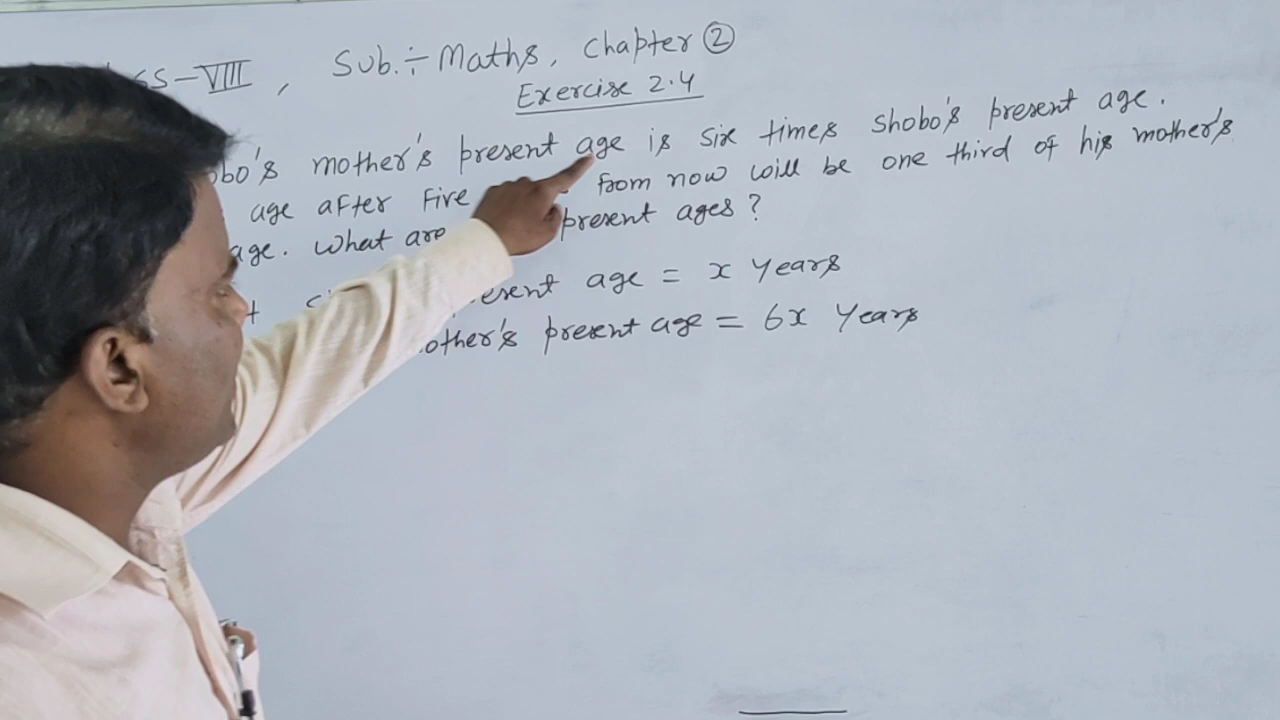 ss-VIII, Sub.÷Maths, Chapter ②
Exercise 2.4
obo's mother's present age is six times shobo's present age.
age after five from now will be one third of his mother's
age. What are present ages?
esent age = x years
other's present age = 6x years